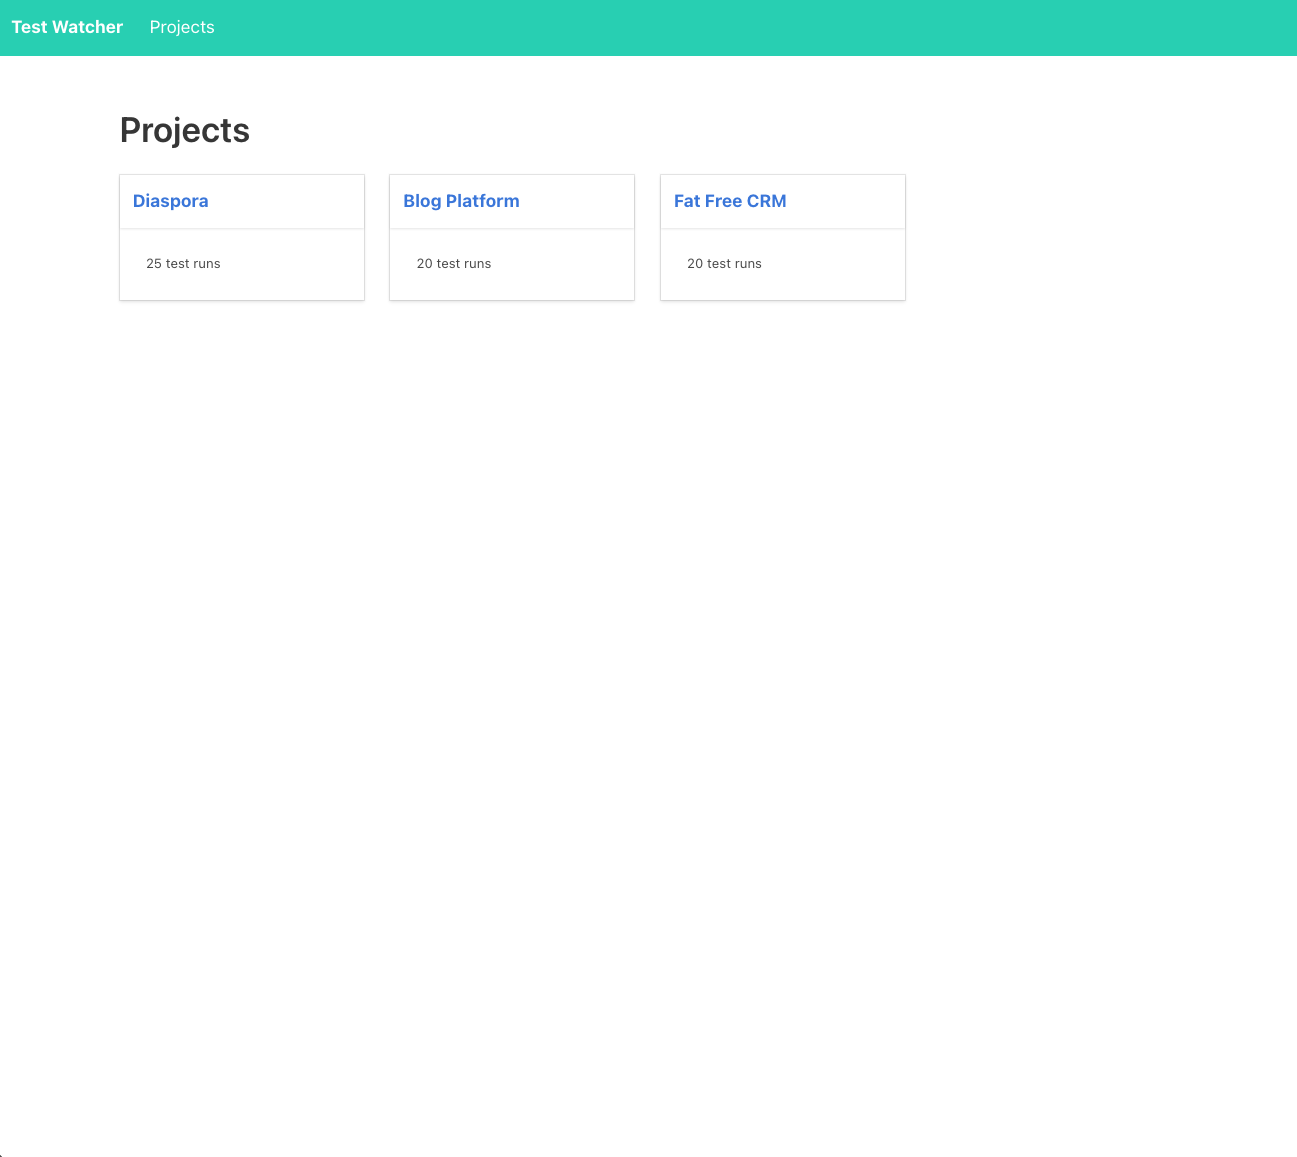 Test Watcher Projects
Projects
Diaspora
25 test runs
Blog Platform
20 test runs
Fat Free CRM
20 test runs